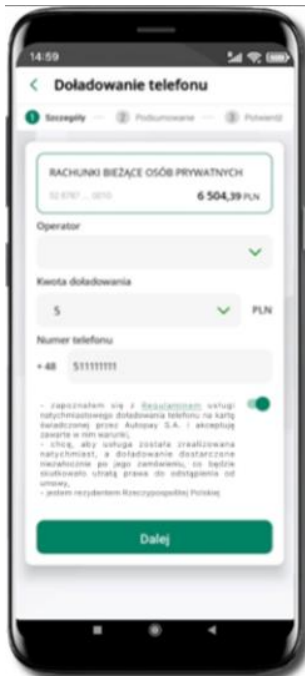 14:59
Doładowanie telefonu
1 Szczegóły 2 Podsumowanie 3 Potwierdź
RACHUNKI BIEŻĄCE OSÓB PRYWATNYCH
6 504,39 PLN
Operator
Kwota doładowania
5 PLN
Numer telefonu
+48 511111111
- zapoznałem się z Regulaminem usługi
natychmiastowego doładowania telefonu na kartę
świadczonej przez Autopay S.A. i akceptuję
zawarte w nim warunki,
- chcę, aby usługa została zrealizowana
natychmiast, a doładowanie dostarczone
niezwłocznie po jego zamówieniu, co będzie
skutkowało utratą prawa do odstąpienia od
umowy,
- jestem rezydentem Rzeczypospolitej Polskiej
Dalej